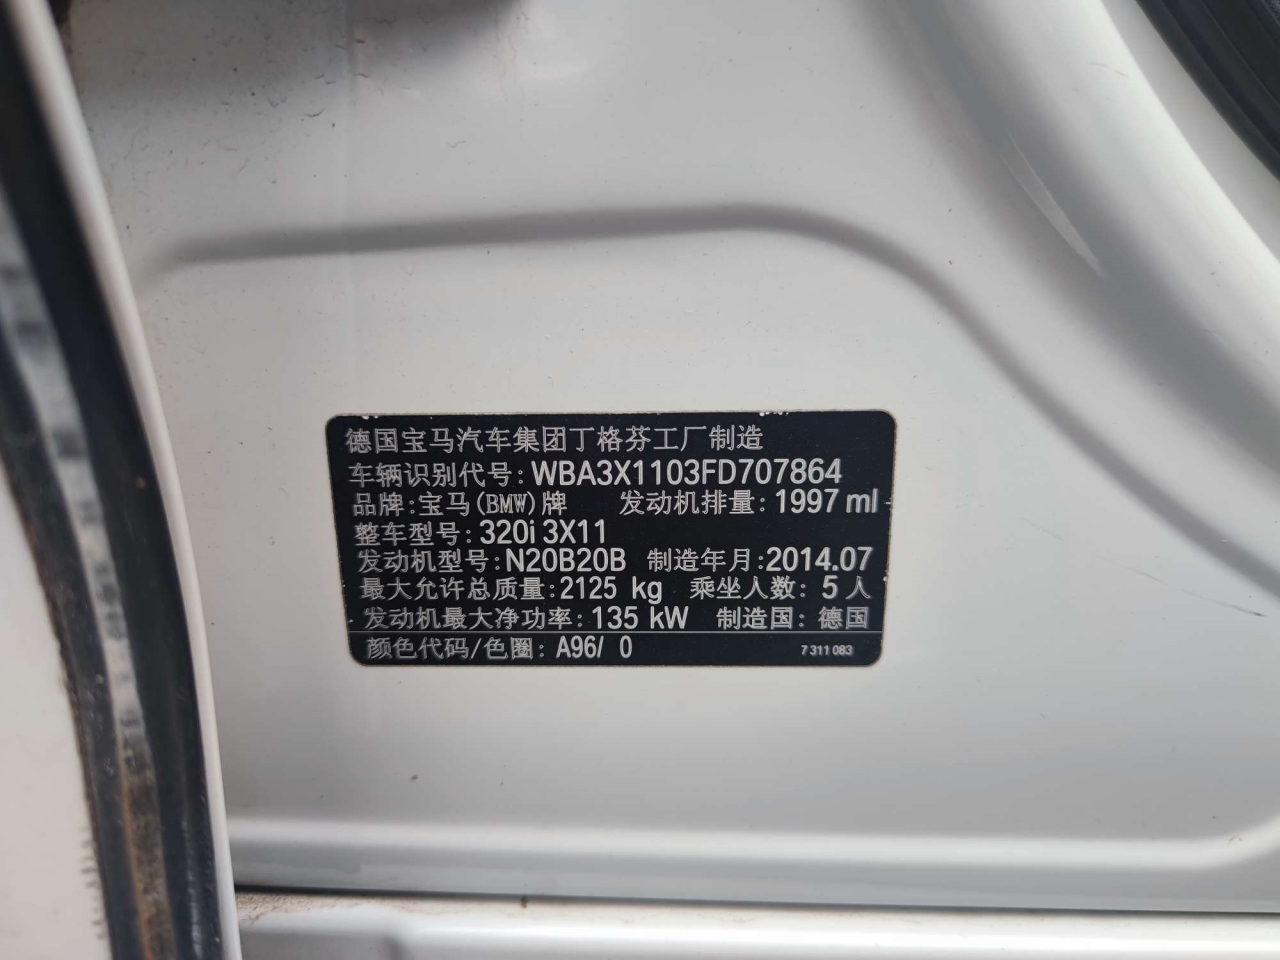 德国宝马汽车集团丁格芬工厂制造
车辆识别代号: WBA3X1103FD707864
品牌:宝马(BMW)牌 发动机排量: 1997 ml
整车型号: 320i 3X11
发动机型号: N20B20B 制造年月:2014.07
最大允许总质量: 2125 kg 乘坐人数: 5 人
发动机最大净功率: 135 kW 制造国: 德国
颜色代码/色圈: A96/ 0 7 311 083